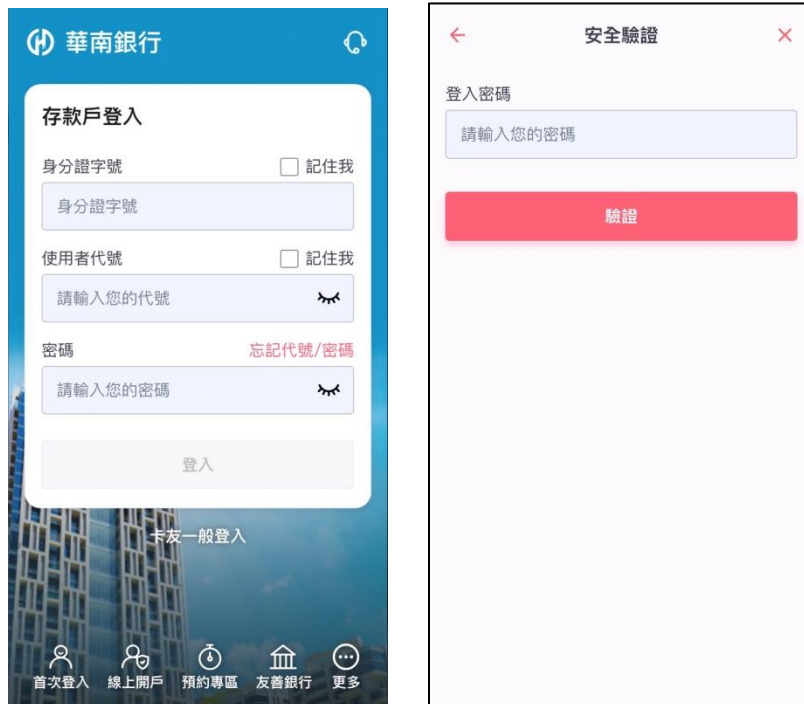 華南銀行
存款戶登入
身分證字號 記住我
身分證字號
使用者代號 記住我
請輸入您的代號
密碼 忘記代號/密碼
請輸入您的密碼
登入
卡友一般登入
首次登入 線上開戶 預約專區 友善銀行 更多
安全驗證
登入密碼
請輸入您的密碼
驗證